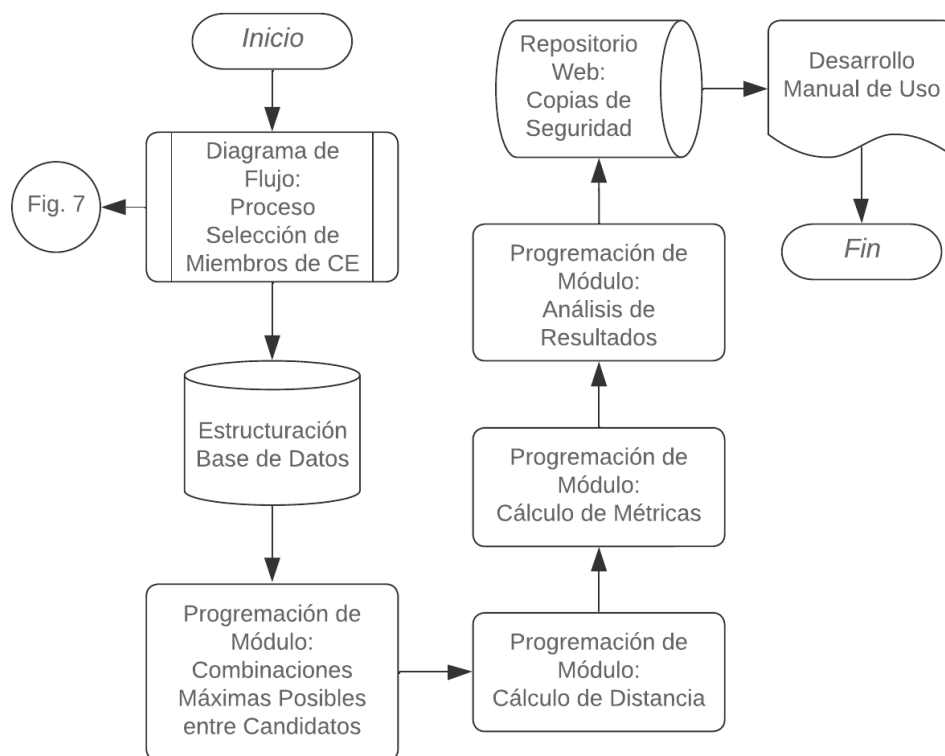 Inicio
Diagrama de
Flujo:
Proceso
Selección de
Miembros de CE
Fig. 7
Estructuración
Base de Datos
Progremación de
Módulo:
Combinaciones
Máximas Posibles
entre Candidatos
Programación de
Módulo:
Cálculo de Distancia
Programación de
Módulo:
Cálculo de Métricas
Programación de
Módulo:
Análisis de
Resultados
Repositorio
Web:
Copias de
Seguridad
Desarrollo
Manual de Uso
Fin